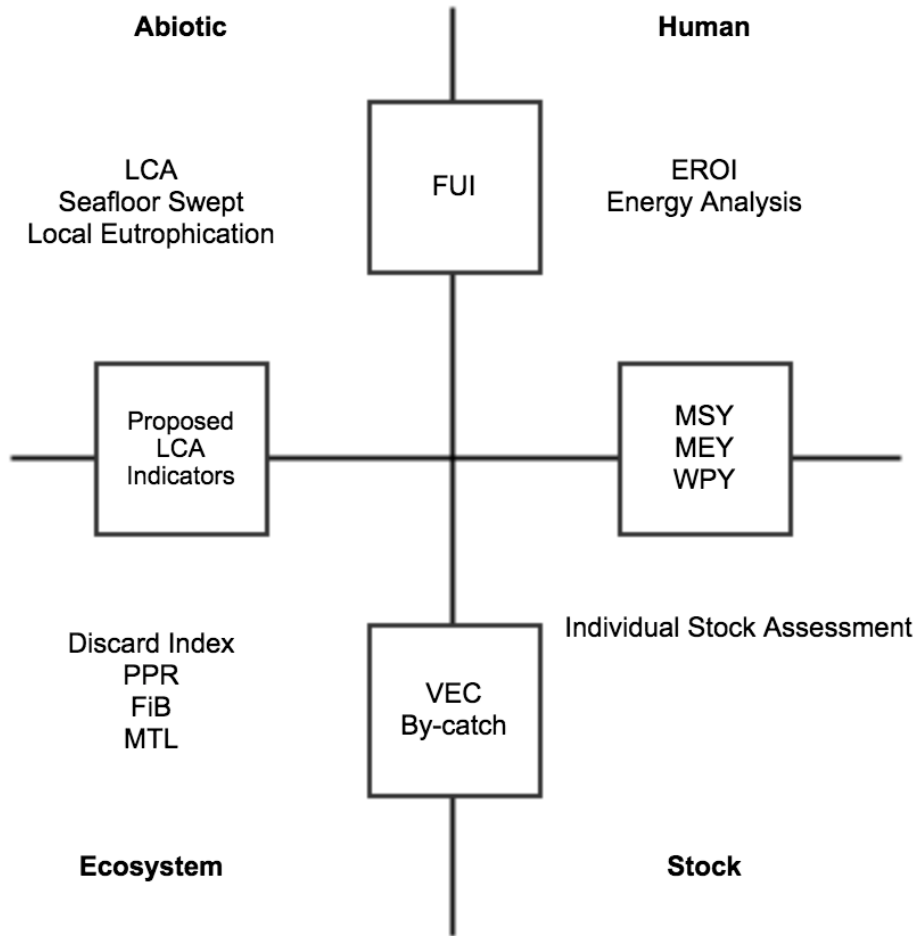 Abiotic
Human
LCA
Seafloor Swept
Local Eutrophication
FUI
EROI
Energy Analysis
Proposed
LCA
Indicators
MSY
MEY
WPY
Discard Index
PPR
FiB
MTL
VEC
By-catch
Individual Stock Assessment
Ecosystem
Stock